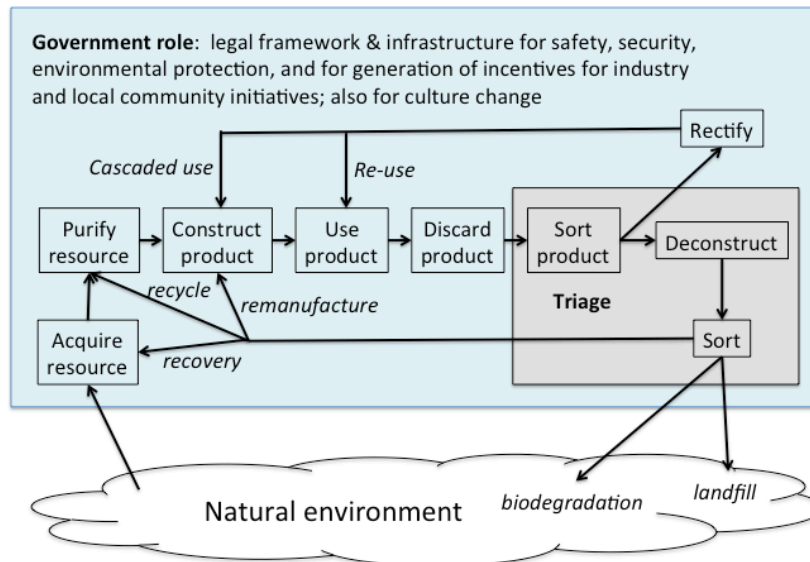 Government role: legal framework & infrastructure for safety, security,
environmental protection, and for generation of incentives for industry
and local community initiatives; also for culture change
Rectify
Cascaded use
Re-use
Purify
resource
Construct
product
Use
product
Discard
product
Sort
product
Deconstruct
recycle
remanufacture
Triage
Acquire
resource
recovery
Sort
Natural environment
biodegradation
landfill